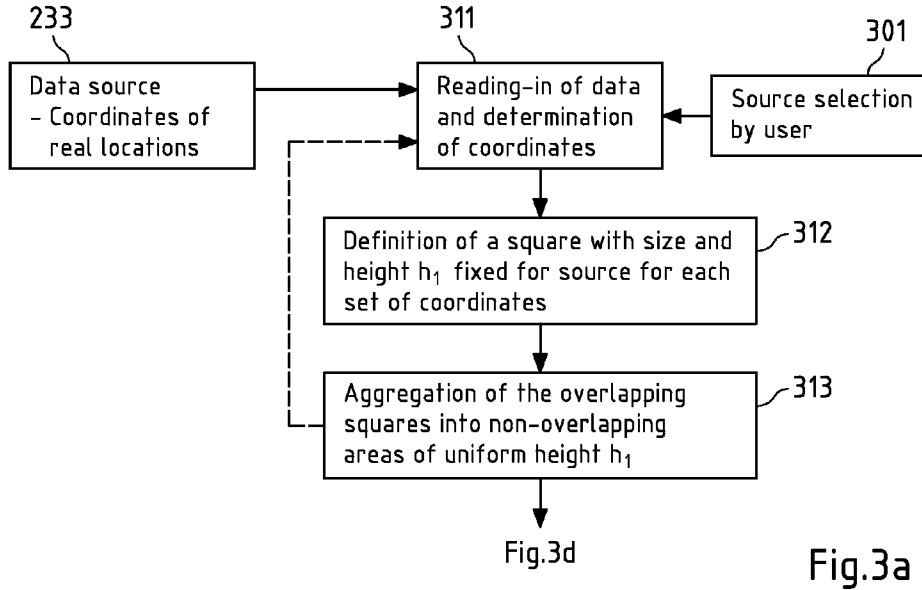 233
311
301
Data source
– Coordinates of
real locations
Reading-in of data
and determination
of coordinates
Source selection
by user
312
Definition of a square with size and
height h₁ fixed for source for each
set of coordinates
313
Aggregation of the overlapping
squares into non-overlapping
areas of uniform height h₁
Fig.3d
Fig.3a